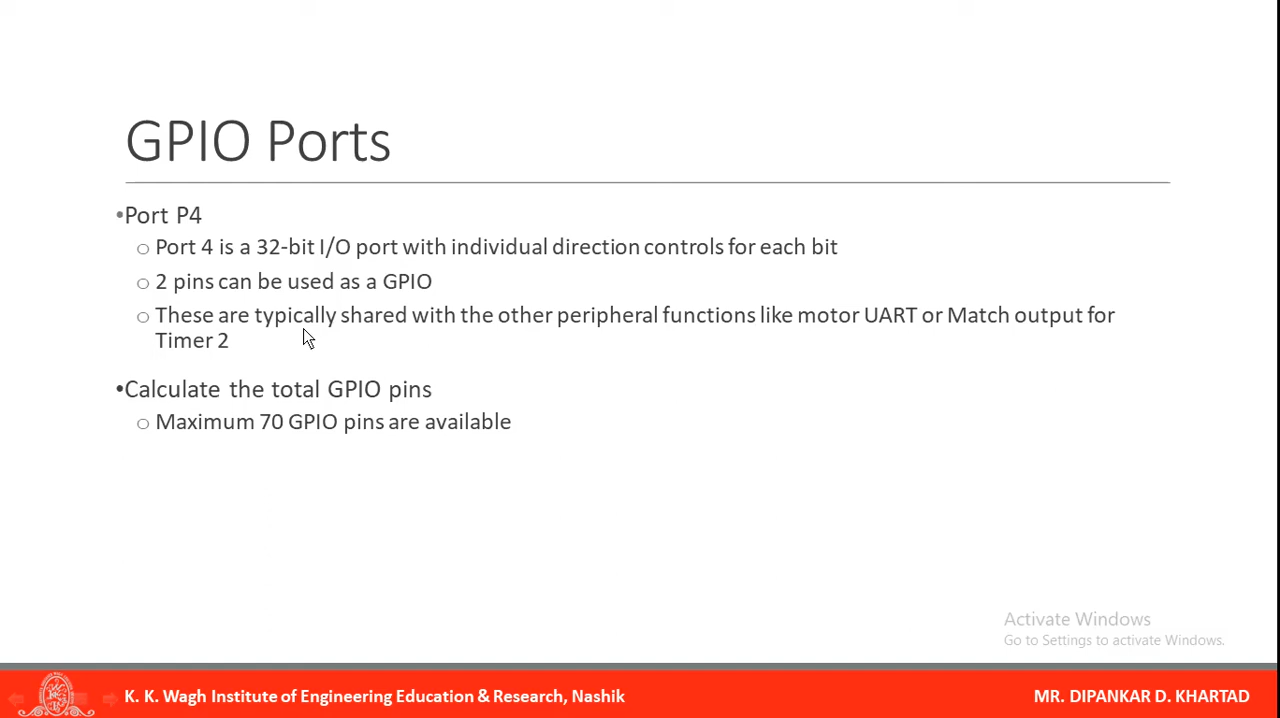 GPIO Ports
•Port P4
o Port 4 is a 32-bit I/O port with individual direction controls for each bit
o 2 pins can be used as a GPIO
o These are typically shared with the other peripheral functions like motor UART or Match output for
Timer 2
•Calculate the total GPIO pins
o Maximum 70 GPIO pins are available
Activate Windows
Go to Settings to activate Windows.
K. K. Wagh Institute of Engineering Education & Research, Nashik
MR. DIPANKAR D. KHARTAD